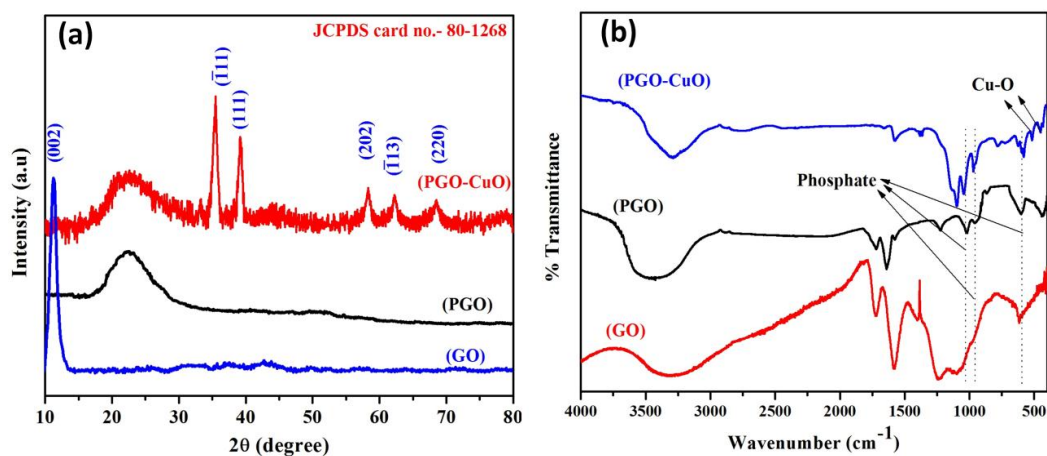 (a)
JCPDS card no.- 80-1268
(002)
(1̅11)
(111)
(202)
(1̅13)
(220)
(PGO-CuO)
(PGO)
(GO)
Intensity (a.u)
10 20 30 40 50 60 70 80
2θ (degree)
(b)
(PGO-CuO)
Cu-O
Phosphate
(PGO)
(GO)
% Transmittance
4000 3500 3000 2500 2000 1500 1000 500
Wavenumber (cm⁻¹)